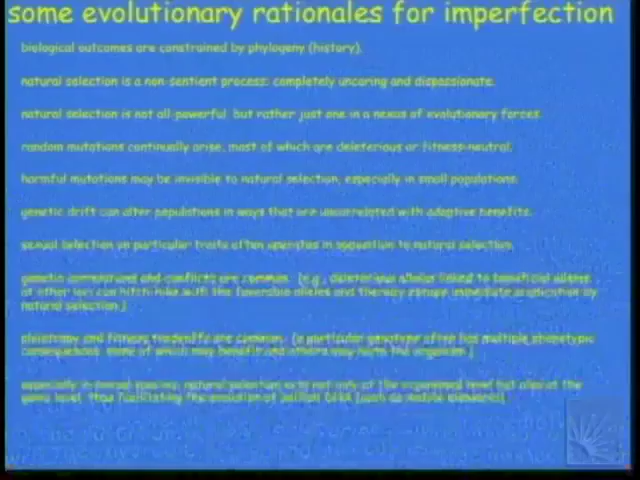 some evolutionary rationales for imperfection
biological outcomes are constrained by phylogeny (history).
natural selection is a non-sentient process: completely uncaring and dispassionate.
natural selection is not all-powerful, but rather just one in a nexus of evolutionary forces.
random mutations continually arise, most of which are deleterious or fitness-neutral.
harmful mutations may be invisible to natural selection, especially in small populations.
genetic drift can alter populations in ways that are uncorrelated with adaptive benefits.
sexual selection on particular traits often operates in opposition to natural selection.
genetic correlations and conflicts are common. [e.g., deleterious alleles linked to beneficial alleles
at other loci can hitch-hike with the favorable alleles and thereby escape immediate eradication by
natural selection.]
pleiotropy and fitness tradeoffs are common. [a particular genotype often has multiple phenotypic
consequences, some of which may benefit and others may harm the organism.]
especially in sexual species, natural selection acts not only at the organismal level but also at the
gene level, thus facilitating the evolution of selfish DNA [such as mobile elements].